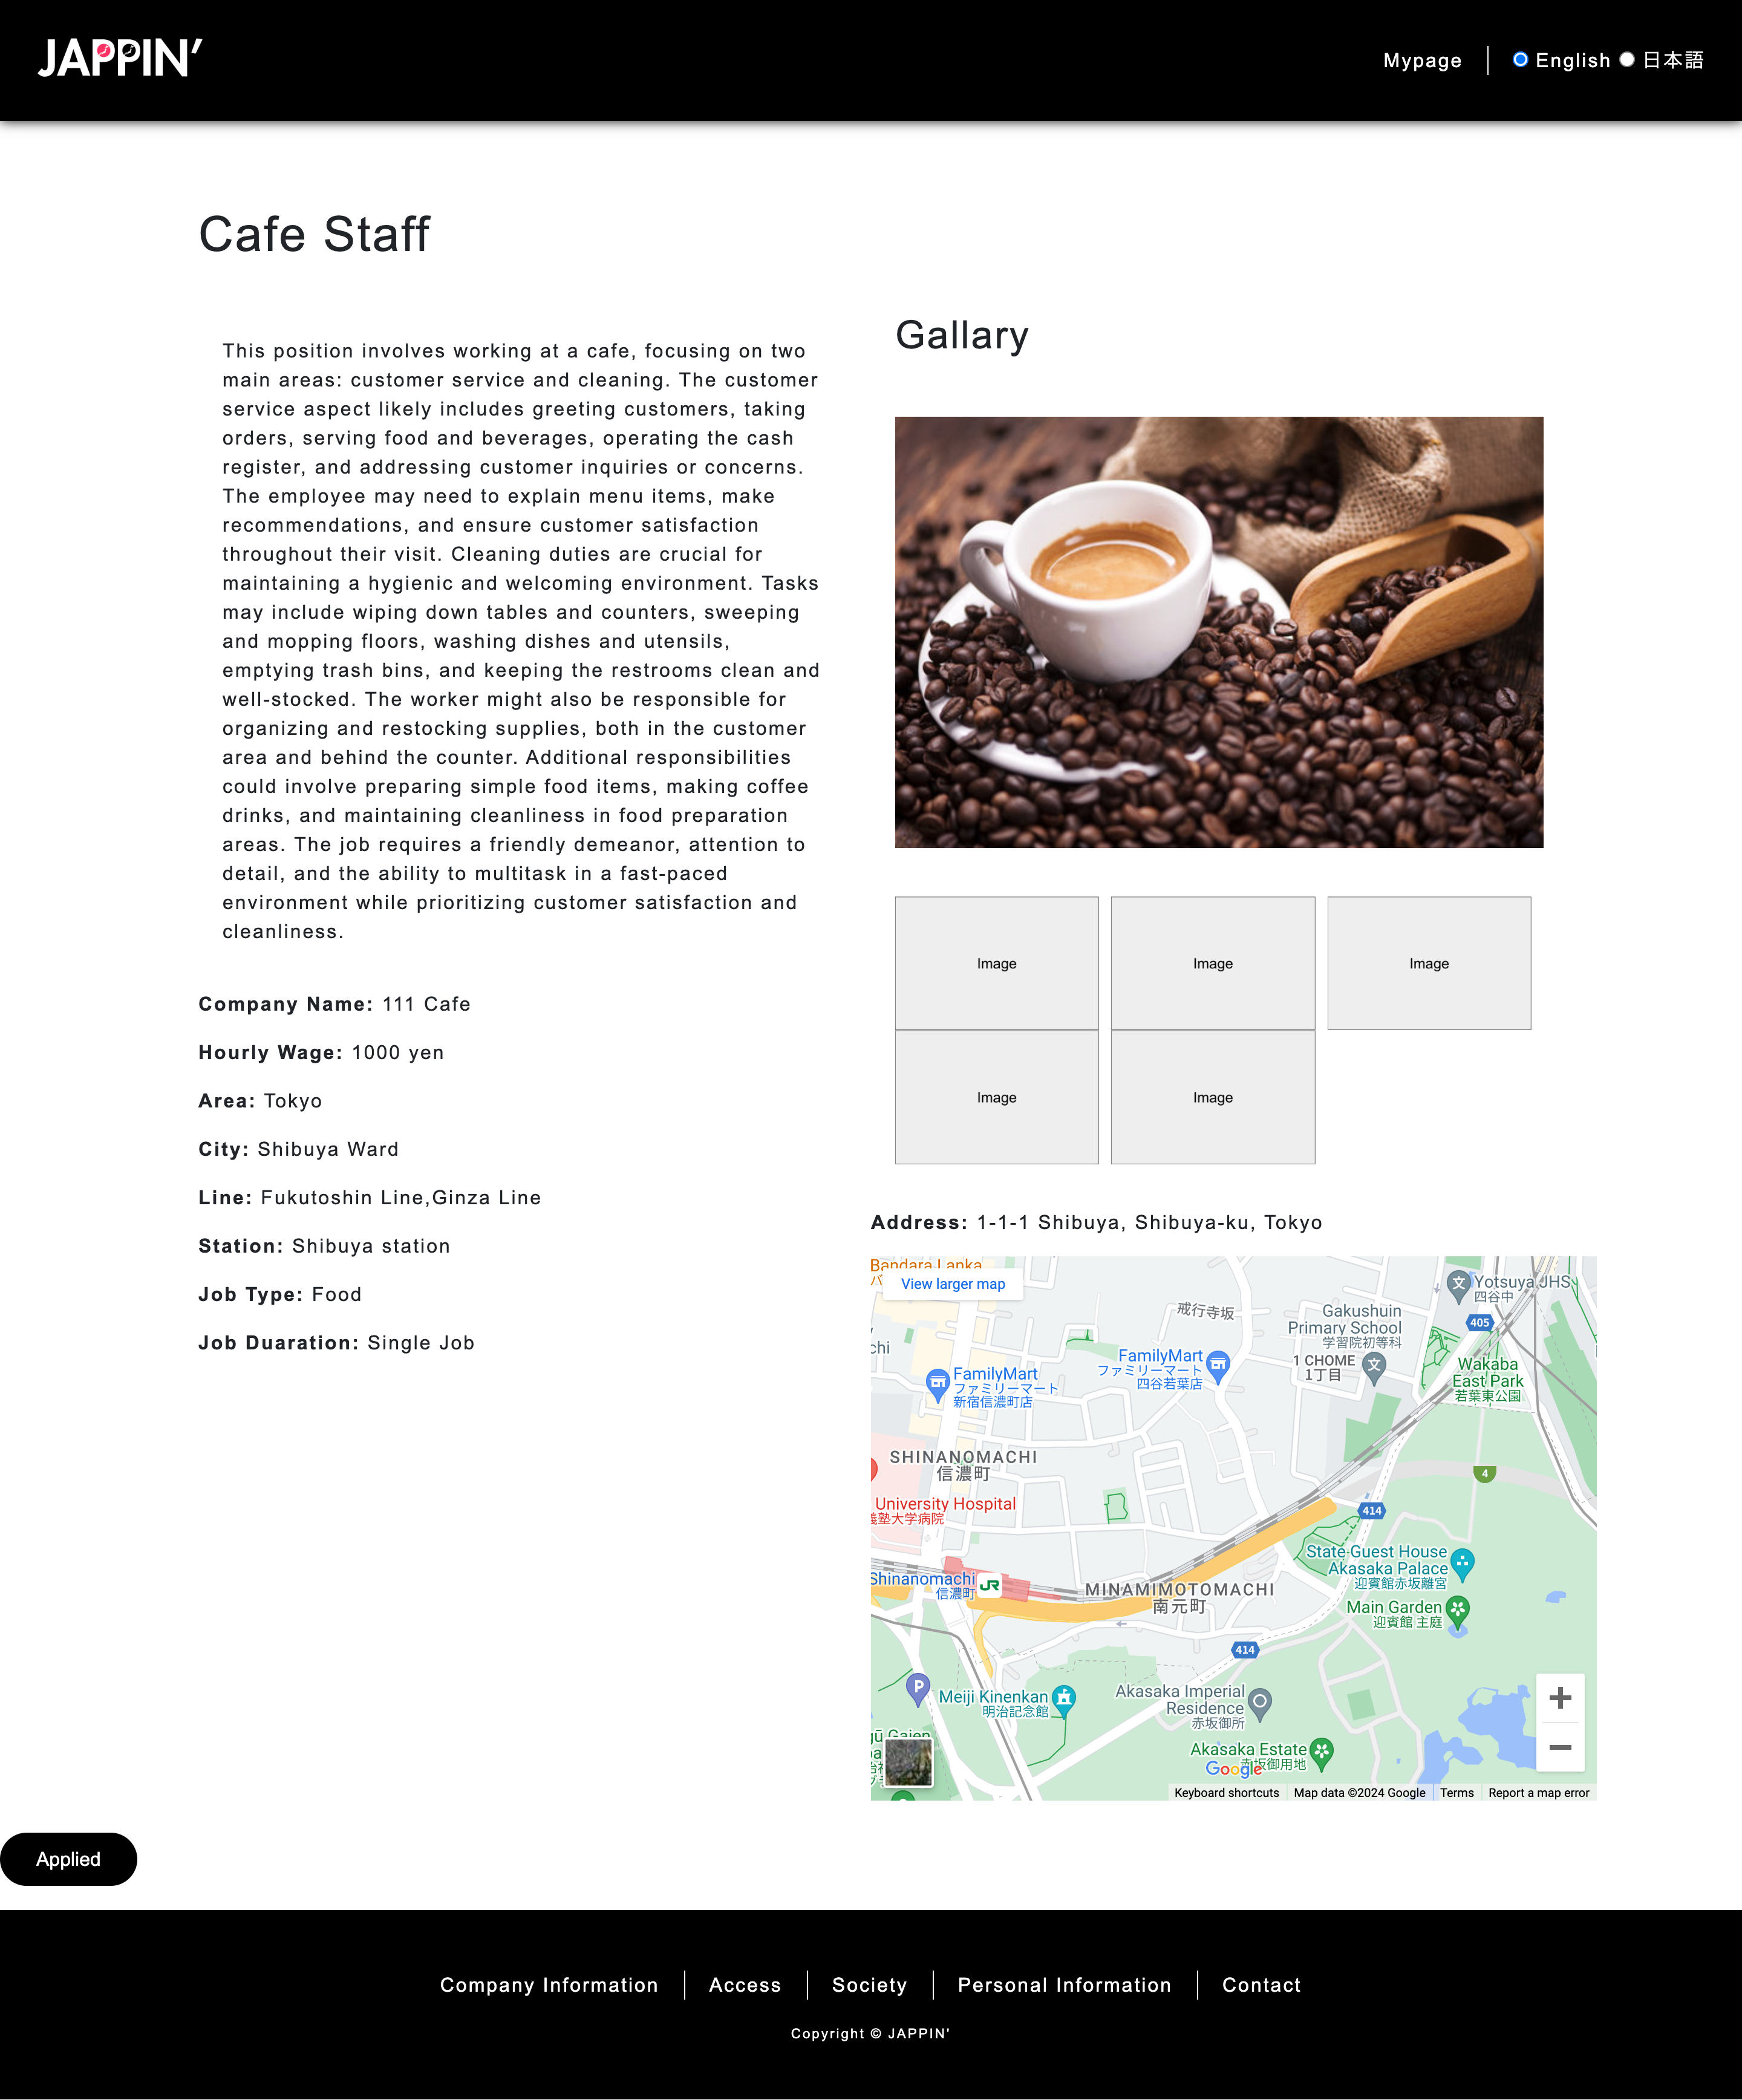 JAPPIN'
Mypage
English 日本語
Cafe Staff
This position involves working at a cafe, focusing on two
main areas: customer service and cleaning. The customer
service aspect likely includes greeting customers, taking
orders, serving food and beverages, operating the cash
register, and addressing customer inquiries or concerns.
The employee may need to explain menu items, make
recommendations, and ensure customer satisfaction
throughout their visit. Cleaning duties are crucial for
maintaining a hygienic and welcoming environment. Tasks
may include wiping down tables and counters, sweeping
and mopping floors, washing dishes and utensils,
emptying trash bins, and keeping the restrooms clean and
well-stocked. The worker might also be responsible for
organizing and restocking supplies, both in the customer
area and behind the counter. Additional responsibilities
could involve preparing simple food items, making coffee
drinks, and maintaining cleanliness in food preparation
areas. The job requires a friendly demeanor, attention to
detail, and the ability to multitask in a fast-paced
environment while prioritizing customer satisfaction and
cleanliness.
Company Name: 111 Cafe
Hourly Wage: 1000 yen
Area: Tokyo
City: Shibuya Ward
Line: Fukutoshin Line,Ginza Line
Station: Shibuya station
Job Type: Food
Job Duaration: Single Job
Gallary
Image
Image
Image
Image
Image
Address: 1-1-1 Shibuya, Shibuya-ku, Tokyo
Bandara Lanka
View larger map
戒行寺坂
Yotsuya JHS
四谷中
Gakushuin
Primary School
学習院初等科
405
chi
FamilyMart
ファミリーマート
四谷若葉店
1 CHOME
1丁目
Wakaba
East Park
若葉東公園
FamilyMart
ファミリーマート
新宿信濃町店
SHINANOMACHI
信濃町
4
University Hospital
義塾大学病院
414
State Guest House
Akasaka Palace
迎賓館赤坂離宮
Shinanomachi
信濃町
JR
MINAMIMOTOMACHI
南元町
Main Garden
迎賓館 主庭
414
P
Meiji Kinenkan
明治記念館
Akasaka Imperial
Residence
赤坂御所
gū Gaien
Akasaka Estate
赤坂御用地
Google
Keyboard shortcuts
Map data ©2024 Google
Terms
Report a map error
Applied
Company Information
Access
Society
Personal Information
Contact
Copyright © JAPPIN'